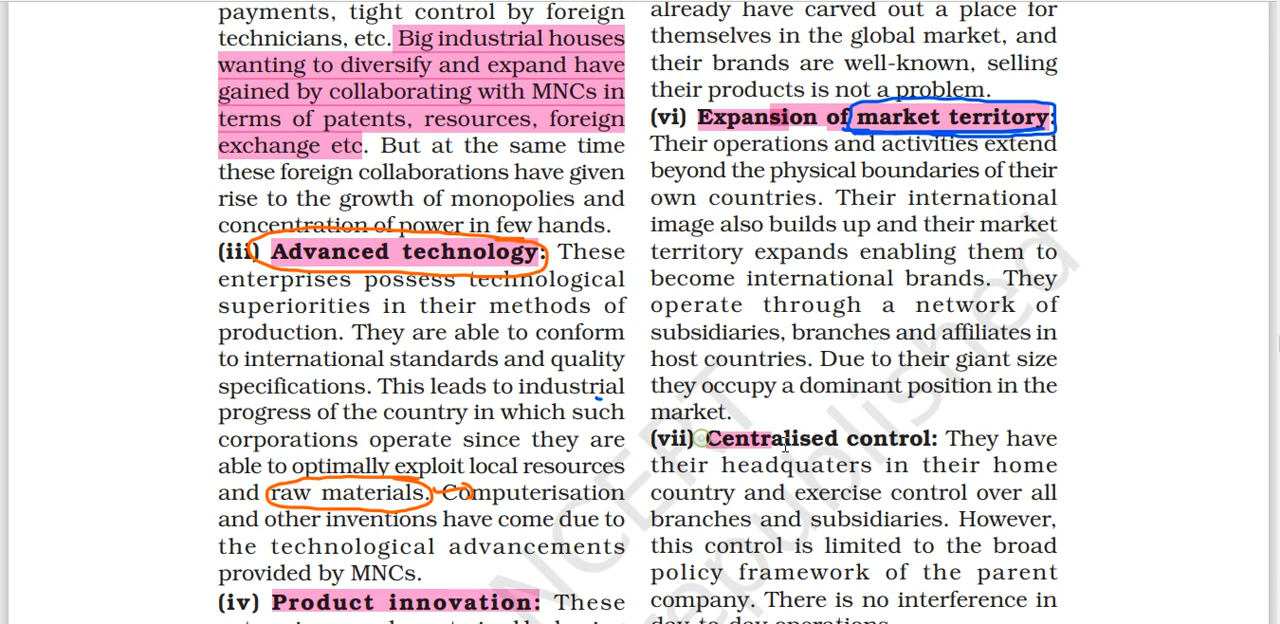 payments, tight control by foreign
technicians, etc. Big industrial houses
wanting to diversify and expand have
gained by collaborating with MNCs in
terms of patents, resources, foreign
exchange etc. But at the same time
these foreign collaborations have given
rise to the growth of monopolies and
concentration of power in few hands.
(iii) Advanced technology: These
enterprises possess technological
superiorities in their methods of
production. They are able to conform
to international standards and quality
specifications. This leads to industrial
progress of the country in which such
corporations operate since they are
able to optimally exploit local resources
and raw materials. Computerisation
and other inventions have come due to
the technological advancements
provided by MNCs.
(iv) Product innovation: These
already have carved out a place for
themselves in the global market, and
their brands are well-known, selling
their products is not a problem.
(vi) Expansion of market territory:
Their operations and activities extend
beyond the physical boundaries of their
own countries. Their international
image also builds up and their market
territory expands enabling them to
become international brands. They
operate through a network of
subsidiaries, branches and affiliates in
host countries. Due to their giant size
they occupy a dominant position in the
market.
(vii) Centralised control: They have
their headquaters in their home
country and exercise control over all
branches and subsidiaries. However,
this control is limited to the broad
policy framework of the parent
company. There is no interference in
day-to-day operations.
NCERT
republished